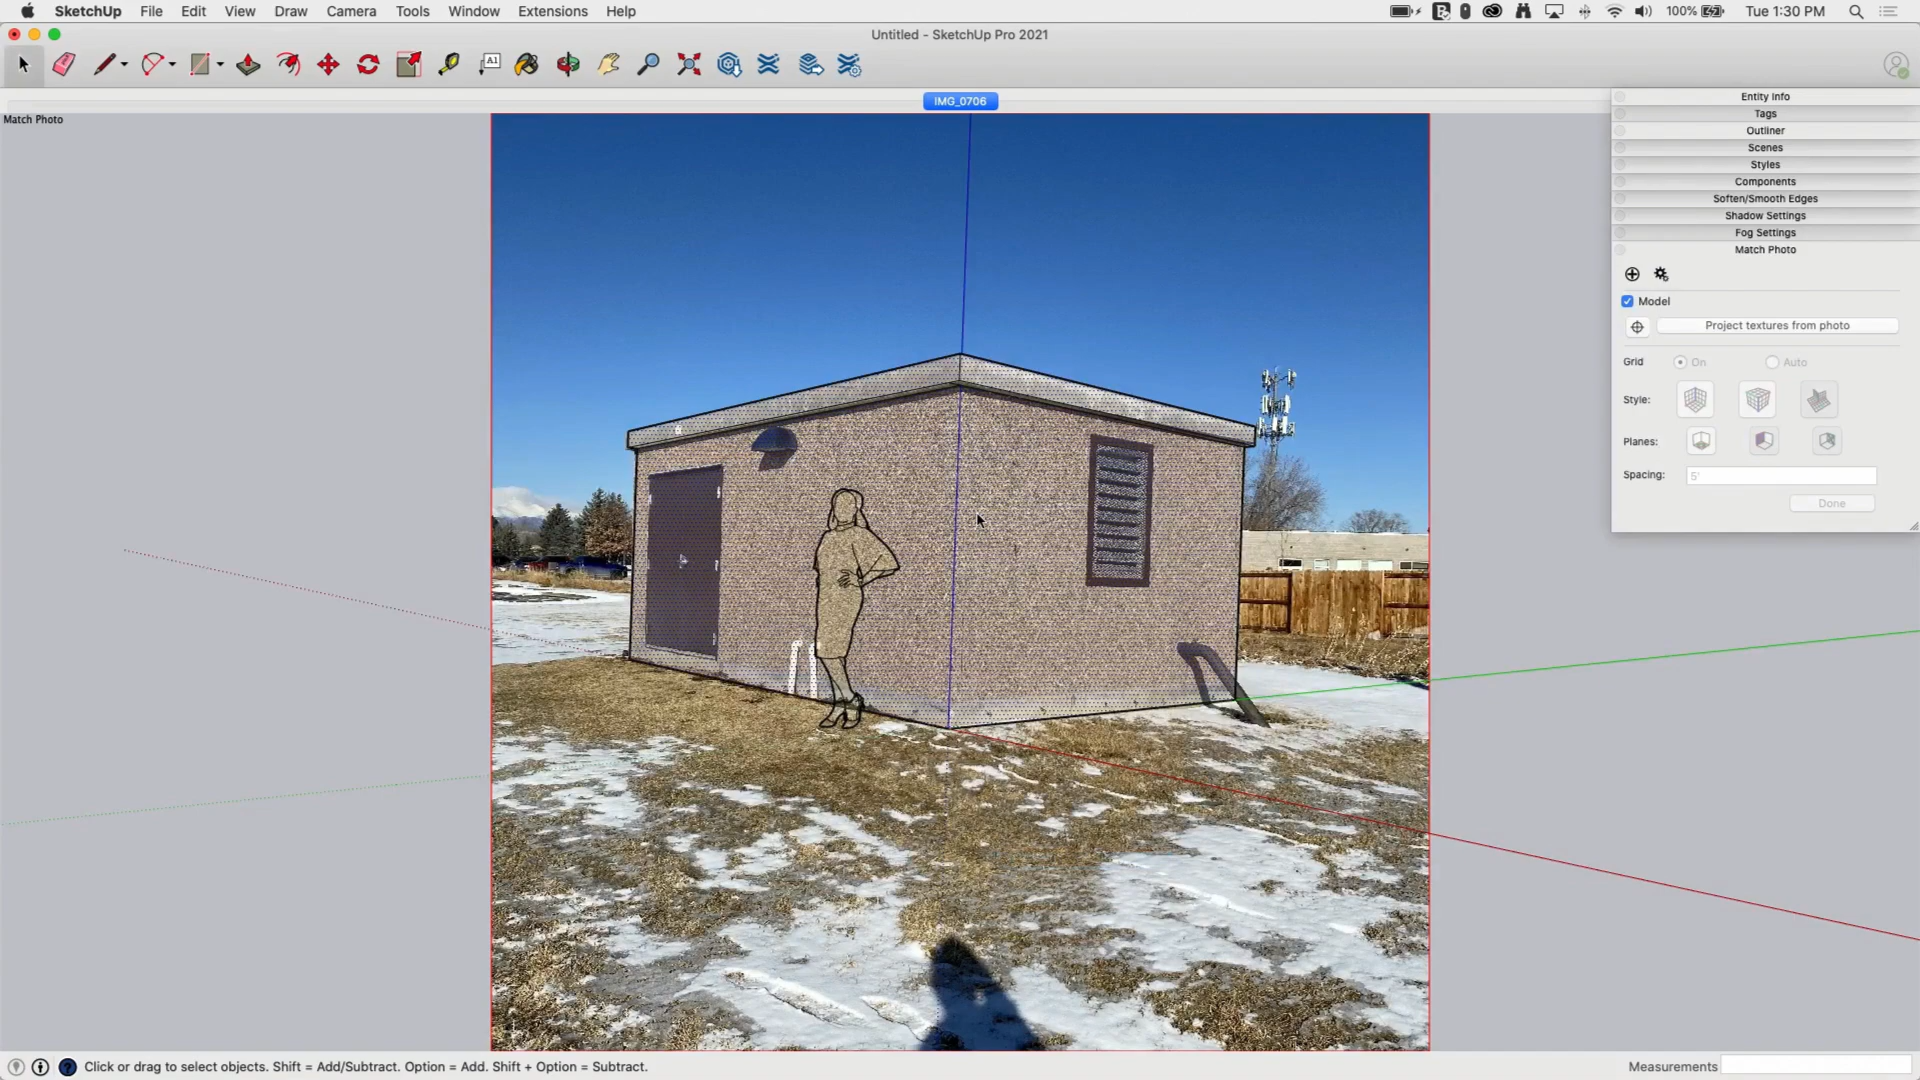 SketchUp File Edit View Draw Camera Tools Window Extensions Help 100% Tue 1:30 PM
Untitled - SketchUp Pro 2021
A1
IMG_0706
Match Photo
Entity Info
Tags
Outliner
Scenes
Styles
Components
Soften/Smooth Edges
Shadow Settings
Fog Settings
Match Photo
Model
Project textures from photo
Grid On Auto
Style:
Planes:
Spacing: 5'
Done
Click or drag to select objects. Shift = Add/Subtract. Option = Add. Shift + Option = Subtract. Measurements